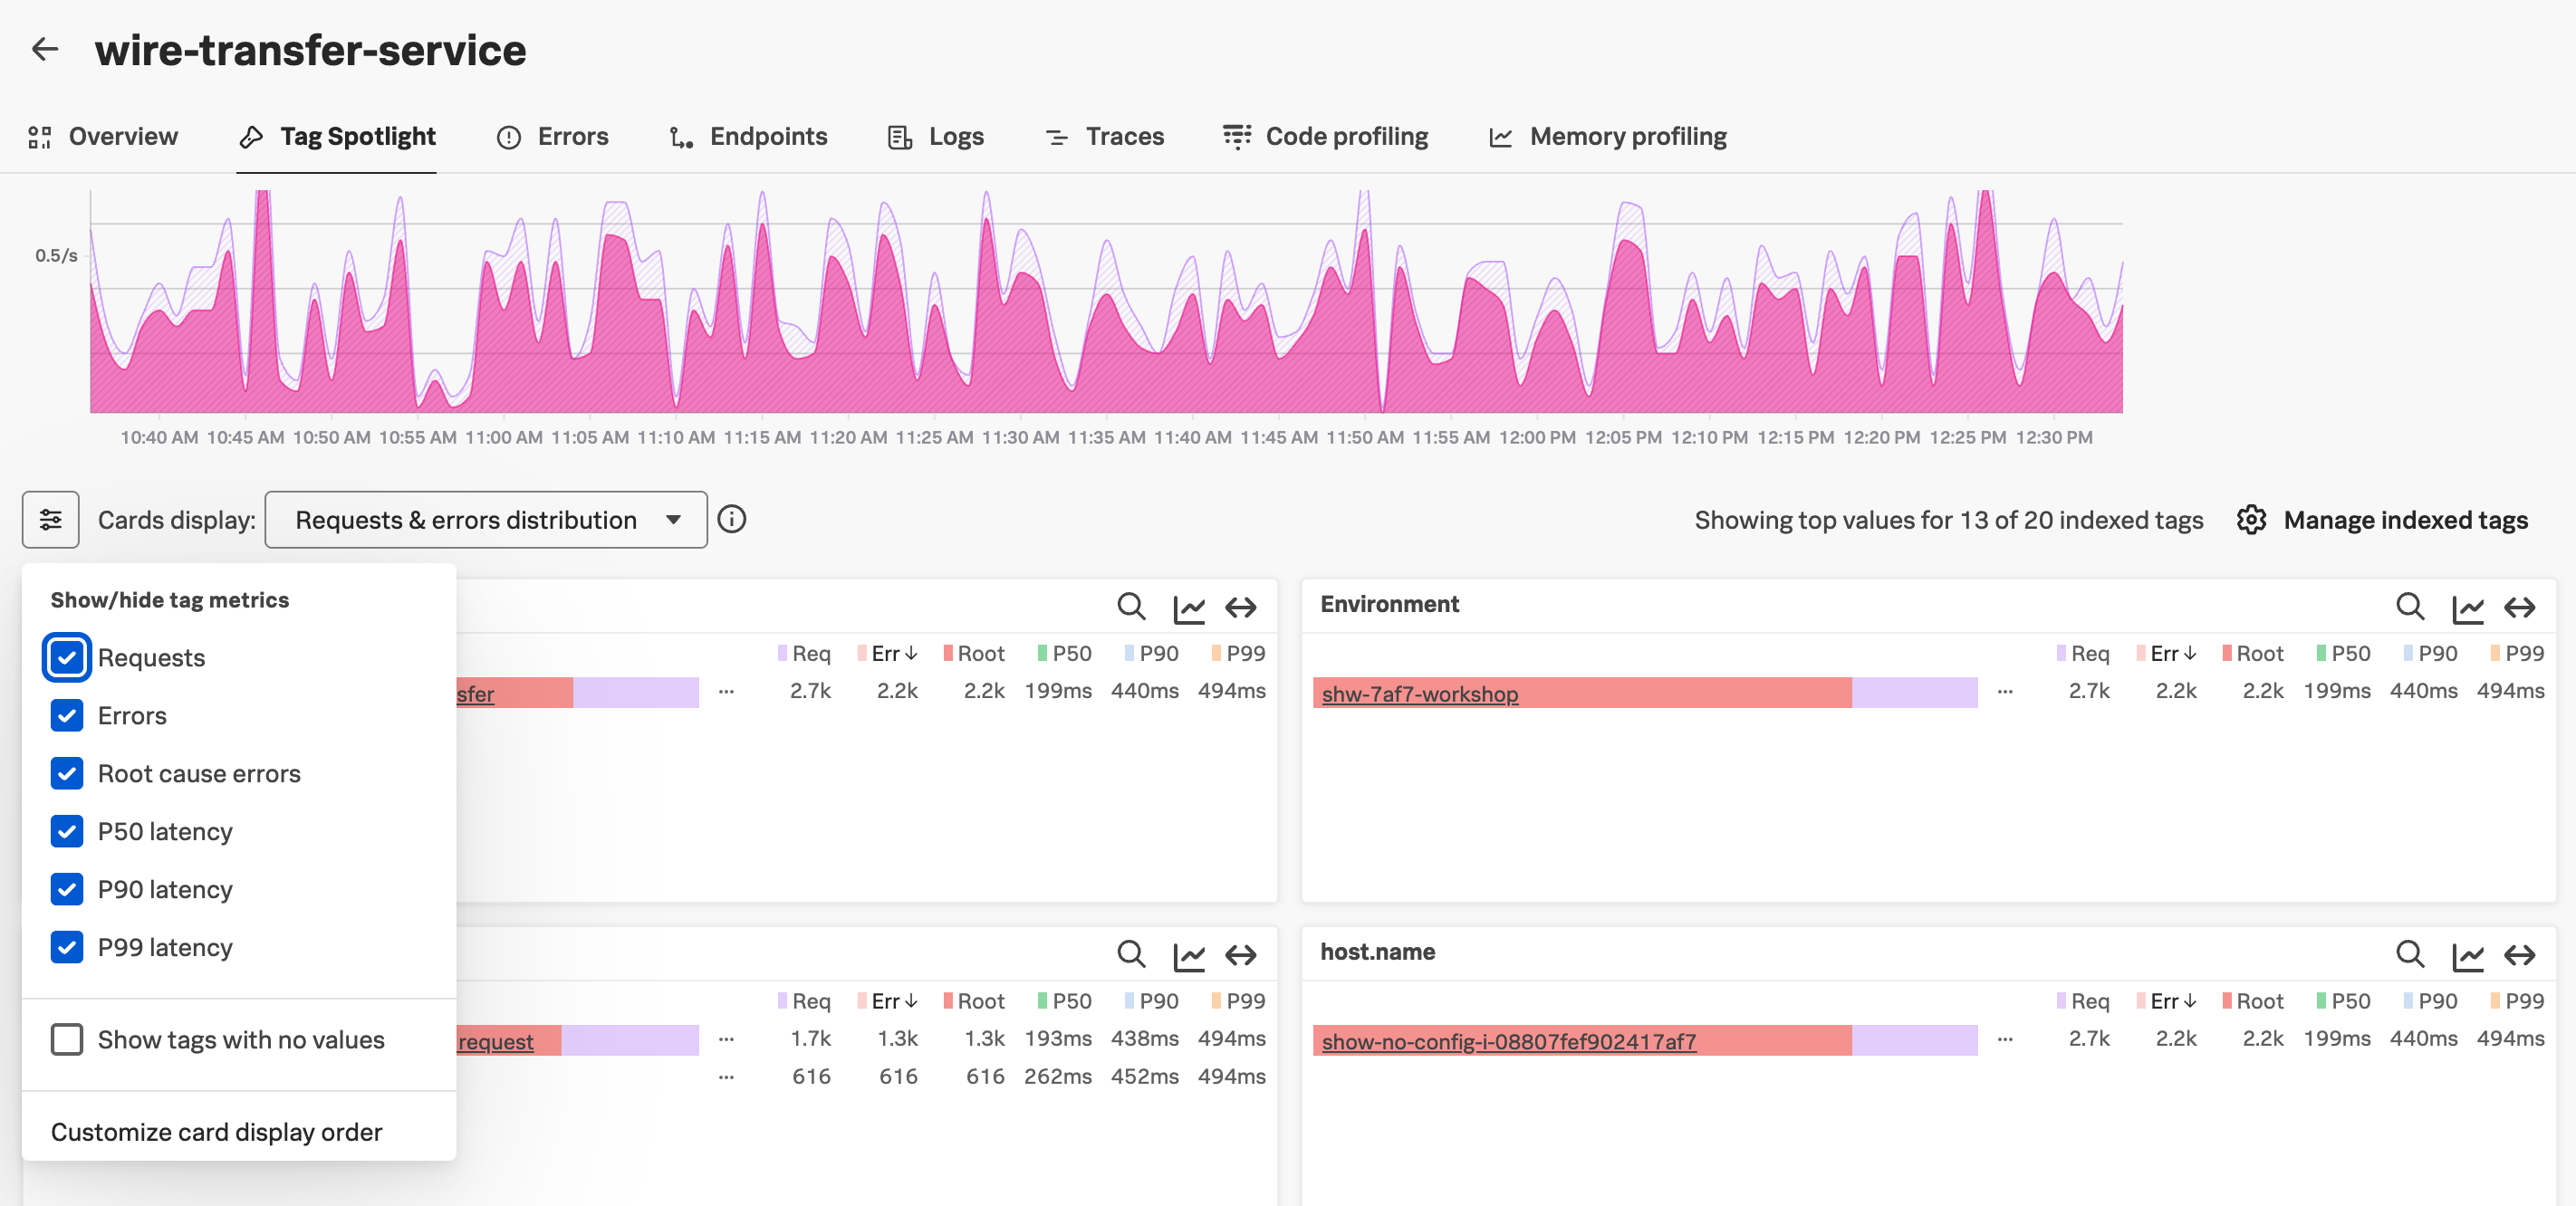 wire-transfer-service
Overview Tag Spotlight Errors Endpoints Logs Traces Code profiling Memory profiling
0.5/s
10:40 AM 10:45 AM 10:50 AM 10:55 AM 11:00 AM 11:05 AM 11:10 AM 11:15 AM 11:20 AM 11:25 AM 11:30 AM 11:35 AM 11:40 AM 11:45 AM 11:50 AM 11:55 AM 12:00 PM 12:05 PM 12:10 PM 12:15 PM 12:20 PM 12:25 PM 12:30 PM
Cards display: Requests & errors distribution Showing top values for 13 of 20 indexed tags Manage indexed tags
Show/hide tag metrics
Requests
Errors
Root cause errors
P50 latency
P90 latency
P99 latency
Show tags with no values
Customize card display order
Req Err Root P50 P90 P99
sfer ... 2.7k 2.2k 2.2k 199ms 440ms 494ms
Environment
Req Err Root P50 P90 P99
shw-7af7-workshop ... 2.7k 2.2k 2.2k 199ms 440ms 494ms
Req Err Root P50 P90 P99
request ... 1.7k 1.3k 1.3k 193ms 438ms 494ms
... 616 616 616 262ms 452ms 494ms
host.name
Req Err Root P50 P90 P99
show-no-config-i-08807fef902417af7 ... 2.7k 2.2k 2.2k 199ms 440ms 494ms